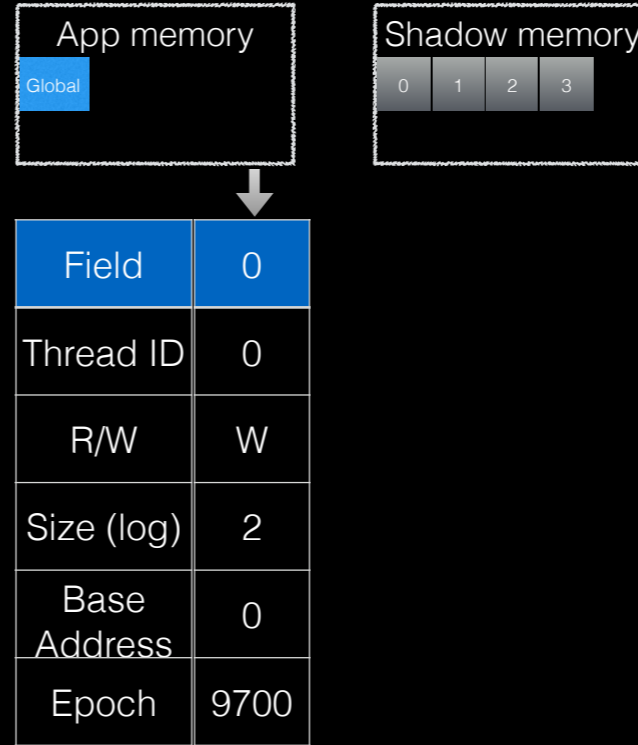 App memory
Shadow memory
Global
0 1 2 3
Field 0
Thread ID 0
R/W W
Size (log) 2
Base
Address 0
Epoch 9700